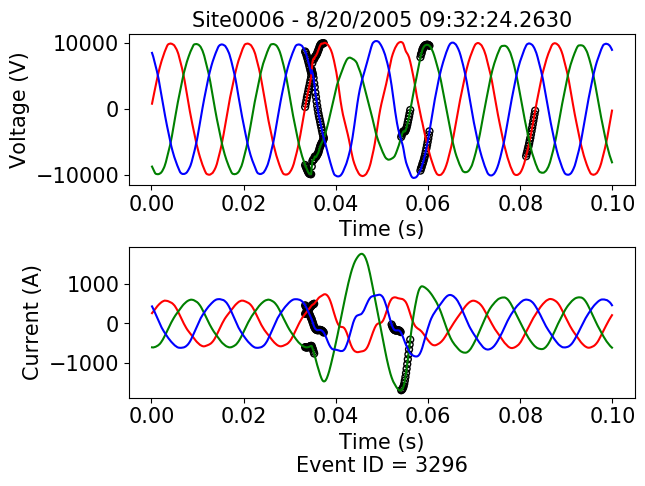 Site0006 - 8/20/2005 09:32:24.2630
Voltage (V)
10000
0
−10000
0.00 0.02 0.04 0.06 0.08 0.10
Time (s)
Current (A)
1000
0
−1000
0.00 0.02 0.04 0.06 0.08 0.10
Time (s)
Event ID = 3296